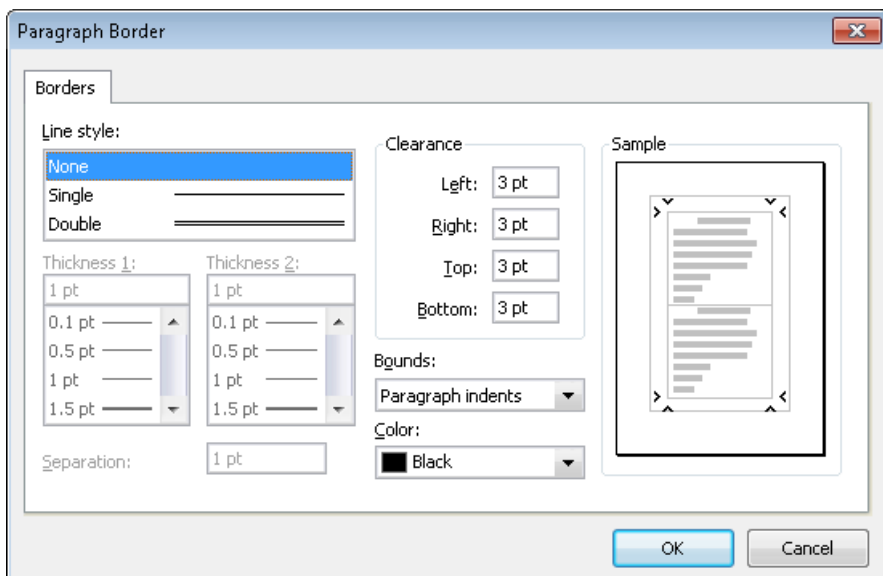 Paragraph Border
Borders
Line style:
None
Single
Double
Thickness 1:
Thickness 2:
1 pt
1 pt
0.1 pt
0.1 pt
0.5 pt
0.5 pt
1 pt
1 pt
1.5 pt
1.5 pt
Separation:
1 pt
Clearance
Left:
3 pt
Right:
3 pt
Top:
3 pt
Bottom:
3 pt
Bounds:
Paragraph indents
Color:
Black
Sample
OK
Cancel